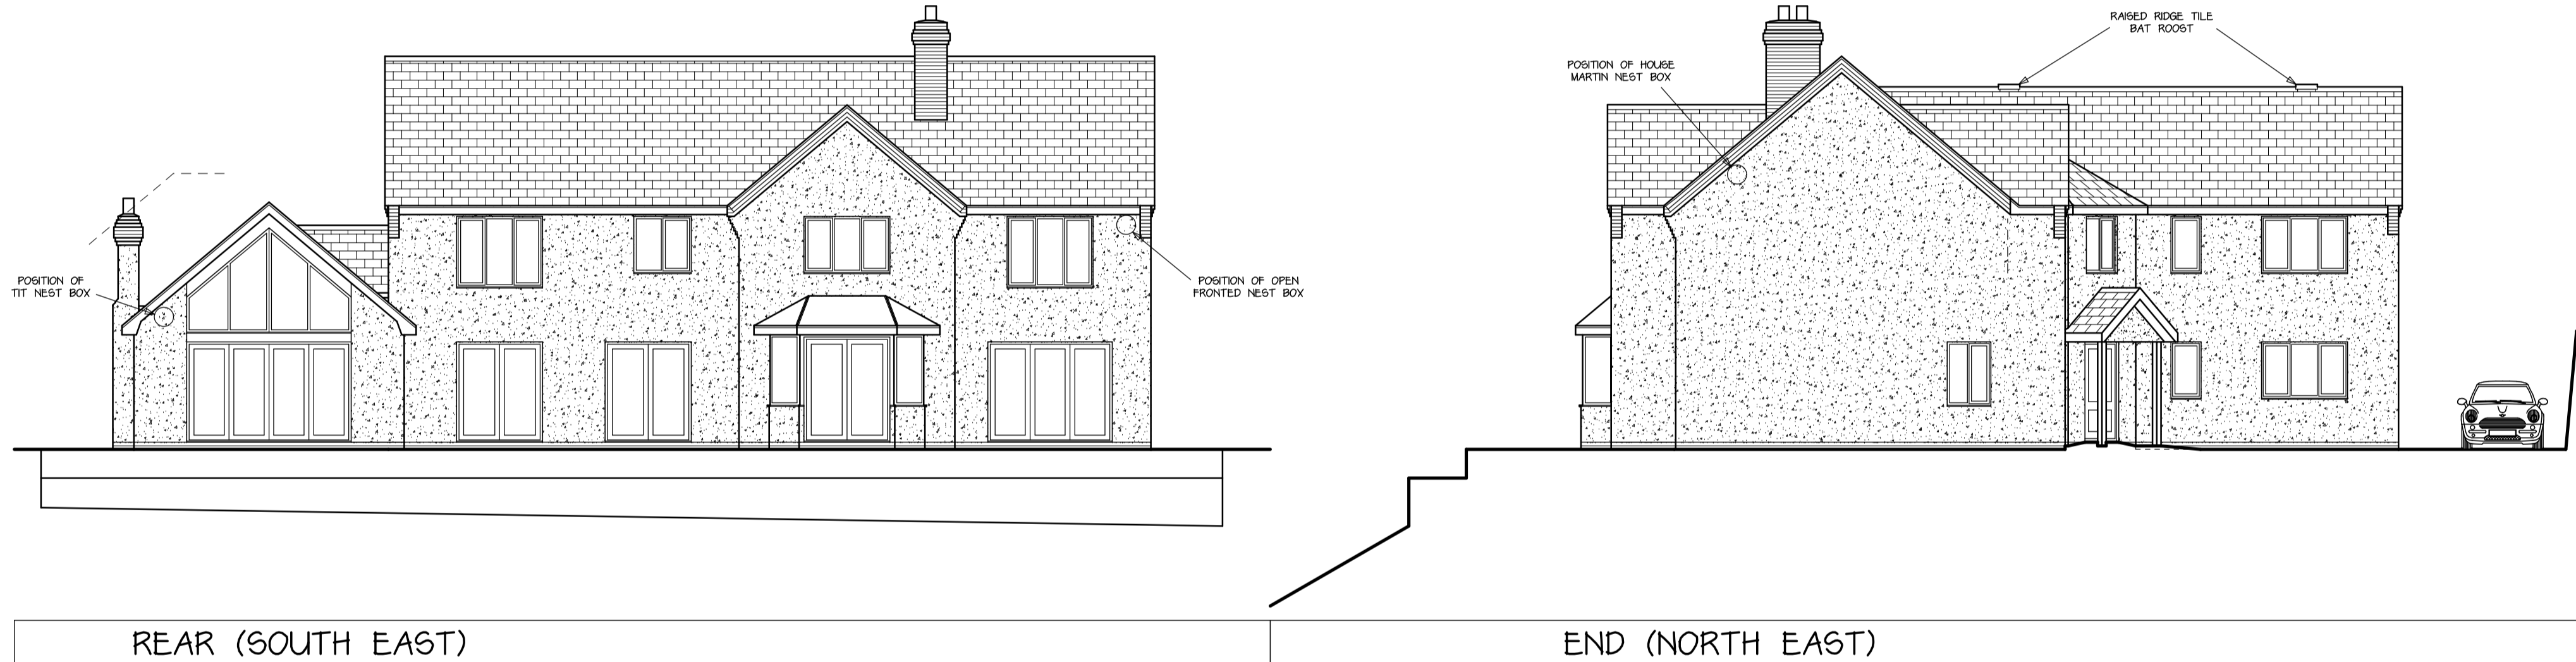 POSITION OF
TIT NEST BOX
POSITION OF OPEN
FRONTED NEST BOX
REAR (SOUTH EAST)
POSITION OF HOUSE
MARTIN NEST BOX
RAISED RIDGE TILE
BAT ROOST
END (NORTH EAST)